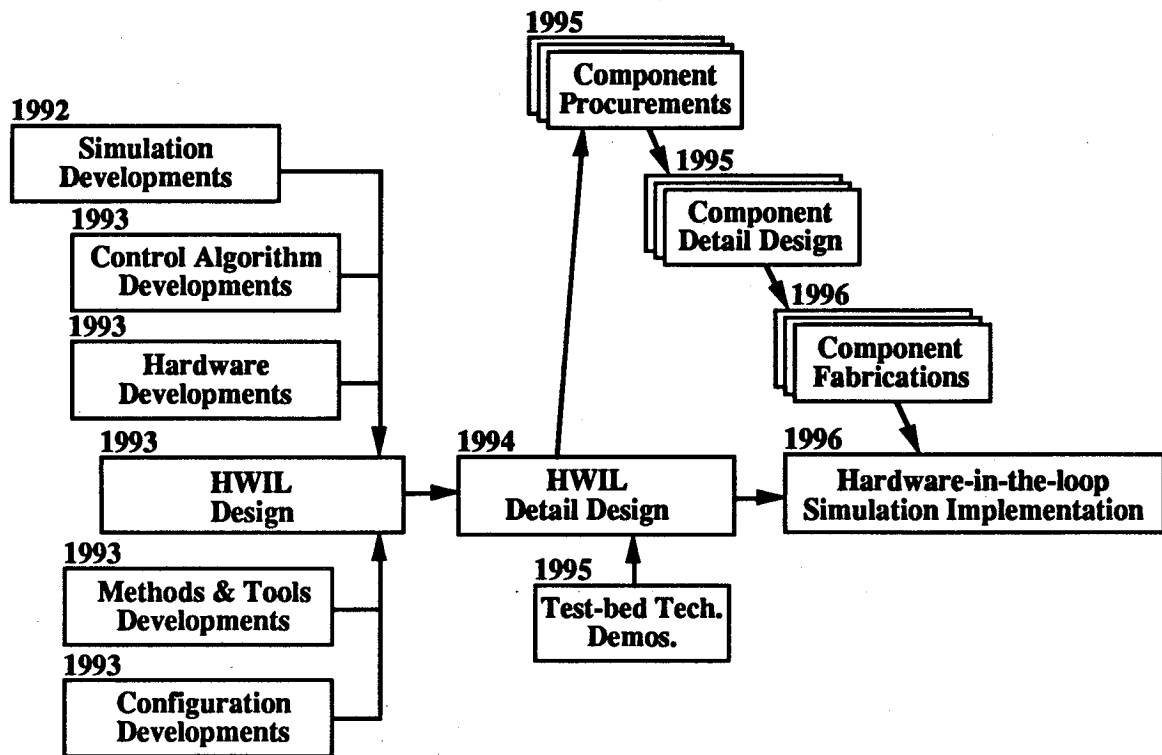 1995
Component
Procurements
1992
Simulation
Developments
1995
Component
Detail Design
1993
Control Algorithm
Developments
1996
Component
Fabrications
1993
Hardware
Developments
1993
HWIL
Design
1994
HWIL
Detail Design
1996
Hardware-in-the-loop
Simulation Implementation
1993
Methods & Tools
Developments
1995
Test-bed Tech.
Demos.
1993
Configuration
Developments